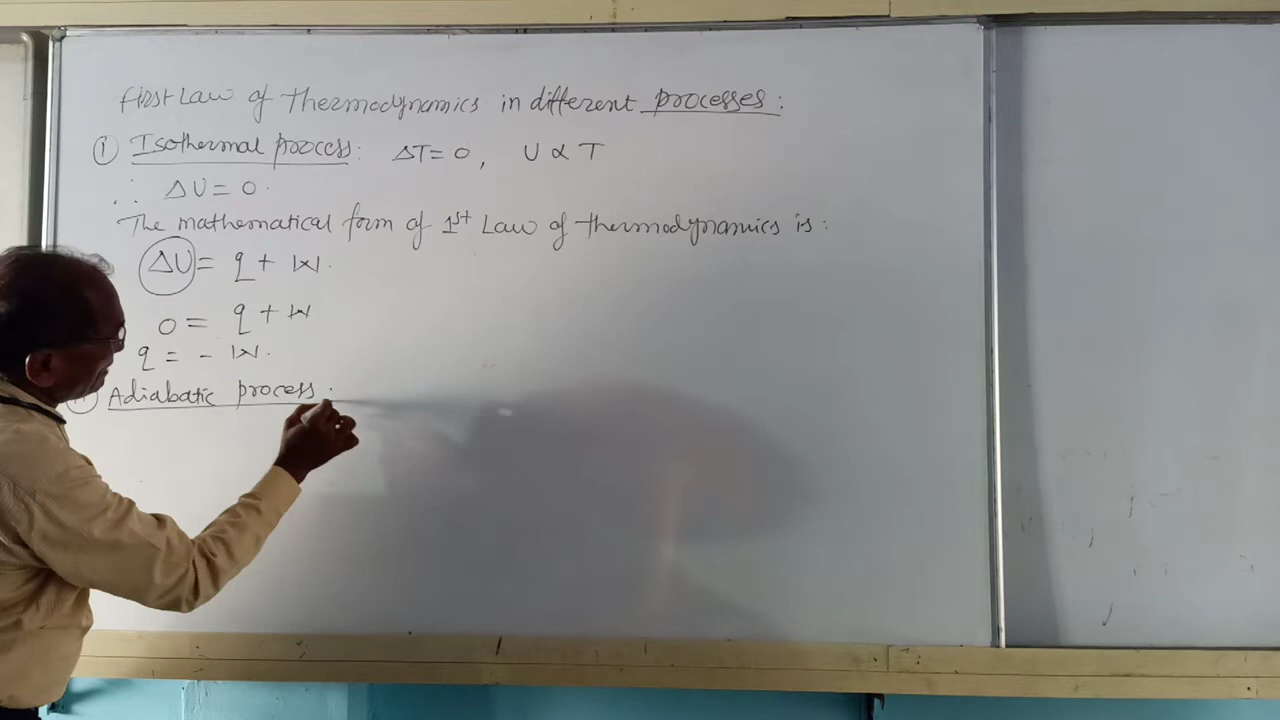 First Law of Thermodynamics in different processes :
① Isothermal process : ΔT = 0 , U ∝ T
∴ ΔU = 0 .
The mathematical form of 1st Law of thermodynamics is :
ΔU = q + W .
0 = q + W
q = - W .
Adiabatic process :